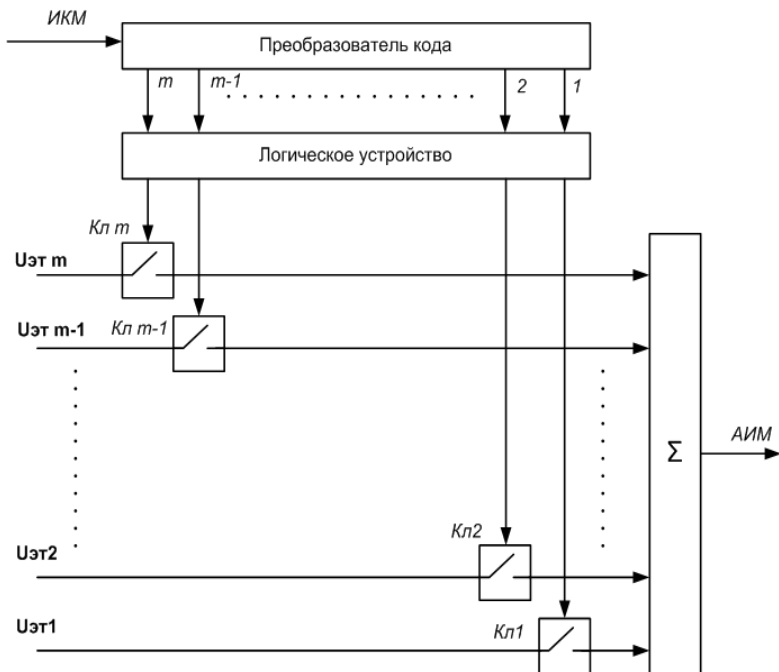 ИКМ
Преобразователь кода
m
m-1
2
1
Логическое устройство
Кл m
Uэт m
Uэт m-1
Кл m-1
Σ
АИМ
Кл2
Uэт2
Uэт1
Кл1